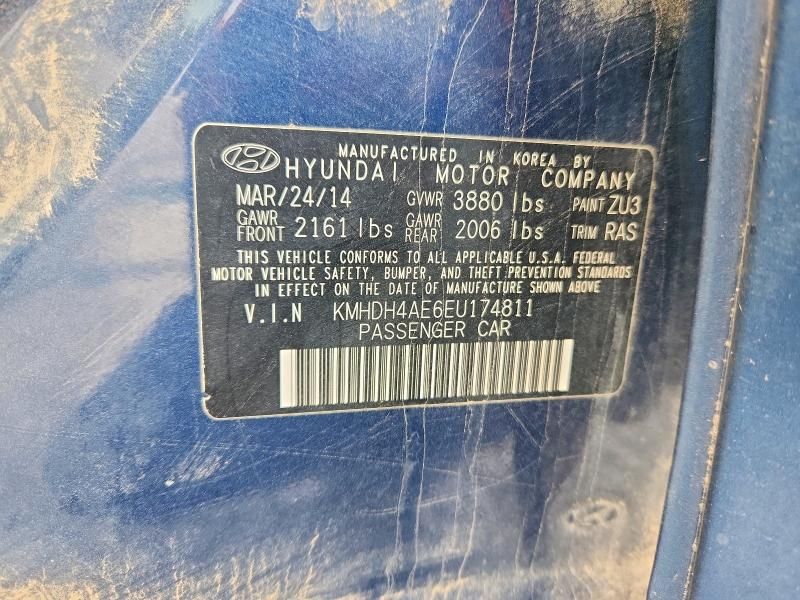 MANUFACTURED IN KOREA BY
HYUNDAI MOTOR COMPANY
MAR/24/14 GVWR 3880 lbs PAINT ZU3
GAWR FRONT 2161 lbs GAWR REAR 2006 lbs TRIM RAS
THIS VEHICLE CONFORMS TO ALL APPLICABLE U.S.A. FEDERAL
MOTOR VEHICLE SAFETY, BUMPER, AND THEFT PREVENTION STANDARDS
IN EFFECT ON THE DATE OF MANUFACTURE SHOWN ABOVE
V.I.N KMHDH4AE6EU174811
PASSENGER CAR